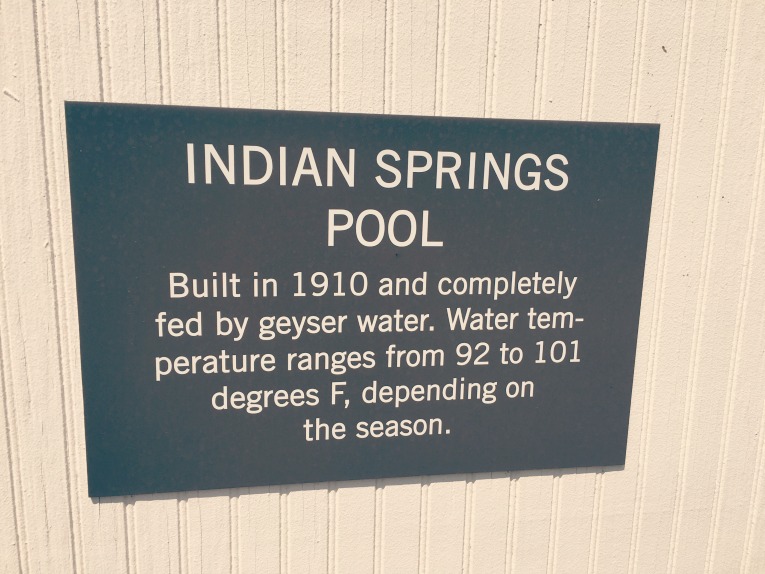 INDIAN SPRINGS
POOL
Built in 1910 and completely
fed by geyser water. Water tem-
perature ranges from 92 to 101
degrees F, depending on
the season.